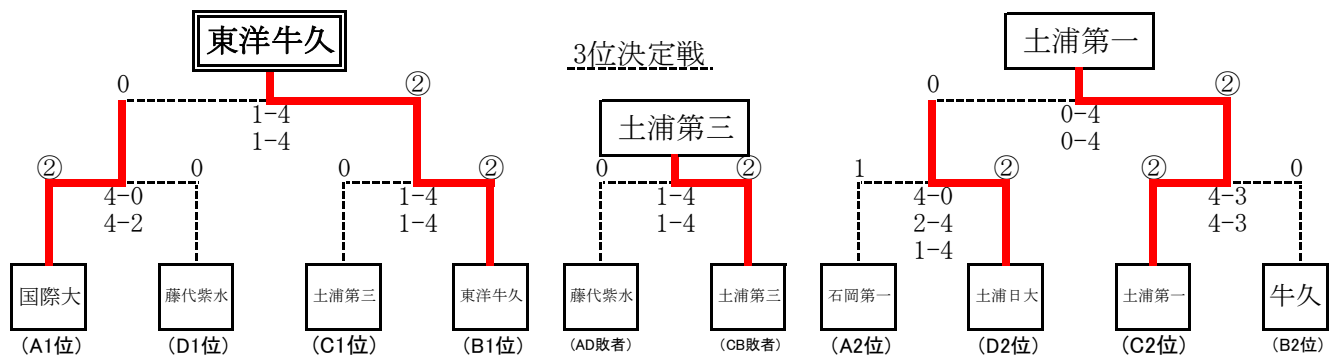 東洋牛久
0
②
1-4
1-4
②
0
0
②
4-0
4-2
1-4
1-4
国際大
藤代紫水
土浦第三
東洋牛久
(A1位)
(D1位)
(C1位)
(B1位)
3位決定戦
土浦第三
0
②
1-4
1-4
藤代紫水
土浦第三
(AD敗者)
(CB敗者)
土浦第一
0
②
0-4
0-4
1
②
②
0
4-0
2-4
1-4
4-3
4-3
石岡第一
土浦日大
土浦第一
牛久
(A2位)
(D2位)
(C2位)
(B2位)